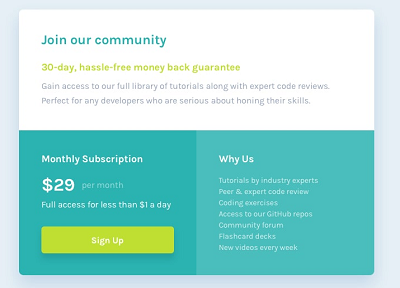 Join our community
30-day, hassle-free money back guarantee
Gain access to our full library of tutorials along with expert code reviews.
Perfect for any developers who are serious about honing their skills.
Monthly Subscription
$29 per month
Full access for less than $1 a day
Sign Up
Why Us
Tutorials by industry experts
Peer & expert code review
Coding exercises
Access to our GitHub repos
Community forum
Flashcard decks
New videos every week